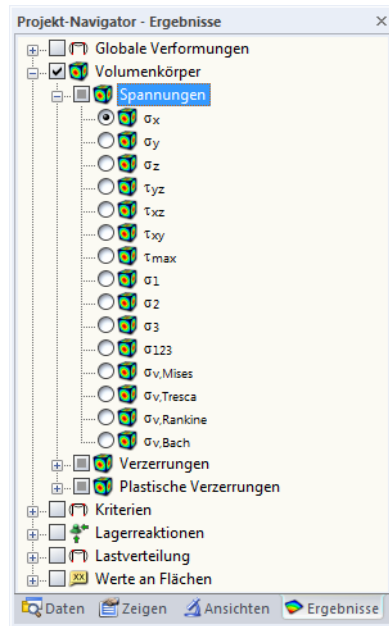 Projekt-Navigator - Ergebnisse
Globale Verformungen
Volumenkörper
Spannungen
σx
σy
σz
τyz
τxz
τxy
τmax
σ1
σ2
σ3
σ123
σv,Mises
σv,Tresca
σv,Rankine
σv,Bach
Verzerrungen
Plastische Verzerrungen
Kriterien
Lagerreaktionen
Lastverteilung
xx Werte an Flächen
Daten Zeigen Ansichten Ergebnisse